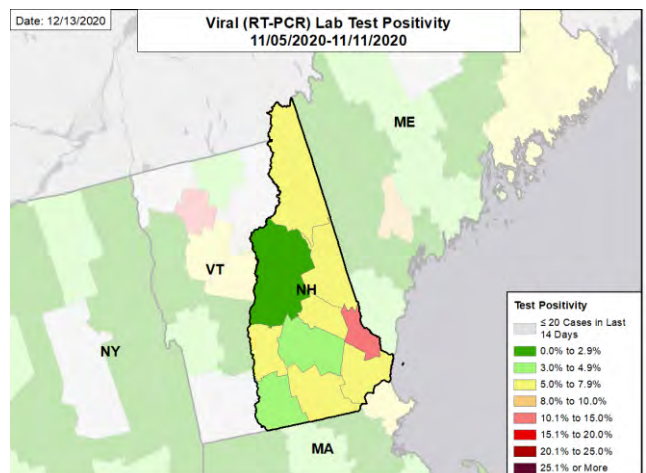 Date: 12/13/2020
Viral (RT-PCR) Lab Test Positivity
11/05/2020-11/11/2020
ME
VT
NH
NY
MA
Test Positivity
≤ 20 Cases in Last
14 Days
0.0% to 2.9%
3.0% to 4.9%
5.0% to 7.9%
8.0% to 10.0%
10.1% to 15.0%
15.1% to 20.0%
20.1% to 25.0%
25.1% or More